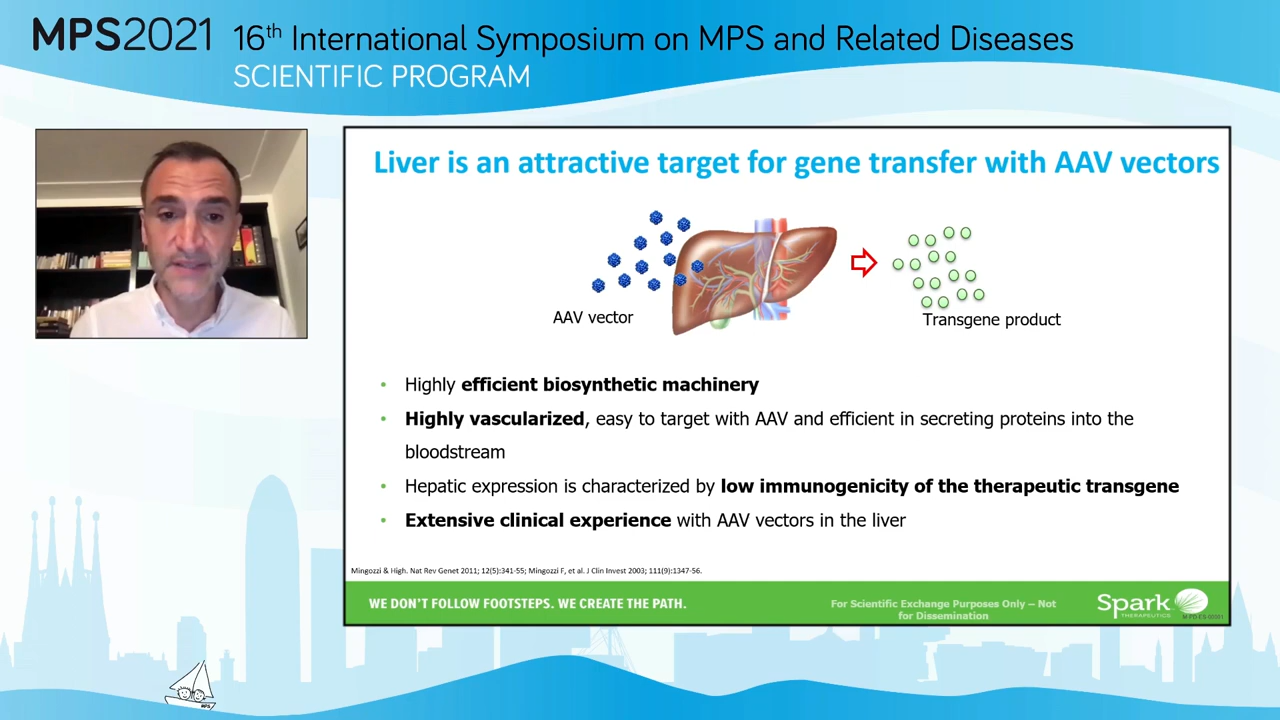 MPS2021 16th International Symposium on MPS and Related Diseases
SCIENTIFIC PROGRAM
Liver is an attractive target for gene transfer with AAV vectors
AAV vector
Transgene product
• Highly efficient biosynthetic machinery
• Highly vascularized, easy to target with AAV and efficient in secreting proteins into the
bloodstream
• Hepatic expression is characterized by low immunogenicity of the therapeutic transgene
• Extensive clinical experience with AAV vectors in the liver
Mingozzi & High. Nat Rev Genet 2011; 12(5):341-55; Mingozzi F, et al. J Clin Invest 2003; 111(9):1347-56.
WE DON'T FOLLOW FOOTSTEPS. WE CREATE THE PATH.
For Scientific Exchange Purposes Only – Not
for Dissemination
Spark
THERAPEUTICS
MPS